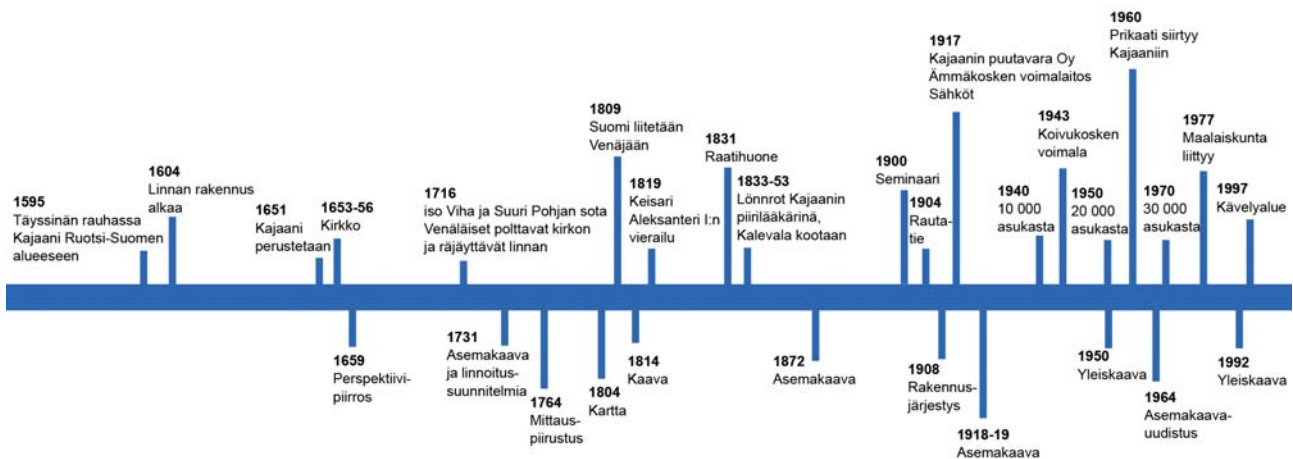 1595
Täyssinän rauhassa
Kajaani Ruotsi-Suomen
alueeseen
1604
Linnan rakennus
alkaa
1651
Kajaani
perustetaan
1653-56
Kirkko
1716
iso Viha ja Suuri Pohjan sota
Venäläiset polttavat kirkon
ja räjäyttävät linnan
1809
Suomi liitetään
Venäjään
1819
Keisari
Aleksanteri I:n
vierailu
1831
Raatihuone
1833-53
Lönnrot Kajaanin
piirilääkärinä,
Kalevala kootaan
1900
Seminaari
1904
Rauta-
tie
1917
Kajaanin puutavara Oy
Ämmäkosken voimalaitos
Sähköt
1940
10 000
asukasta
1943
Koivukosken
voimala
1950
20 000
asukasta
1960
Prikaati siirtyy
Kajaaniin
1970
30 000
asukasta
1977
Maalaiskunta
liittyy
1997
Kävelyalue
1659
Perspektiivi-
piirros
1731
Asemakaava
ja linnoitus-
suunnitelmia
1764
Mittaus-
piirustus
1804
Kartta
1814
Kaava
1872
Asemakaava
1908
Rakennus-
järjestys
1918-19
Asemakaava
1950
Yleiskaava
1964
Asemakaava-
uudistus
1992
Yleiskaava